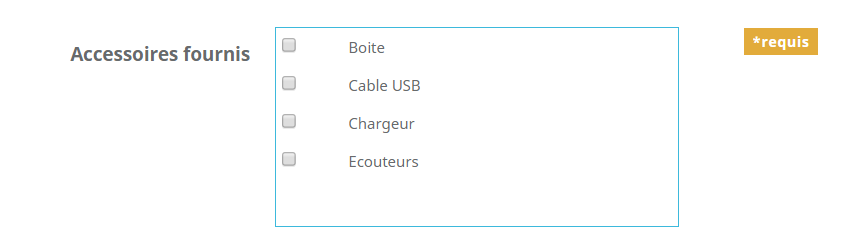 Accessoires fournis
Boite
*requis
Cable USB
Chargeur
Ecouteurs